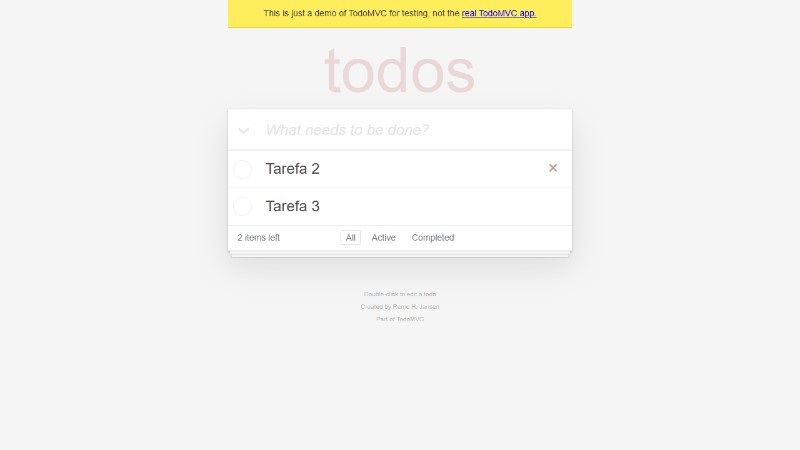 This is just a demo of TodoMVC for testing, not the real TodoMVC app.
todos
What needs to be done?
Tarefa 2 ×
Tarefa 3
2 items left All Active Completed
Double-click to edit a todo
Created by Remo H. Jansen
Part of TodoMVC